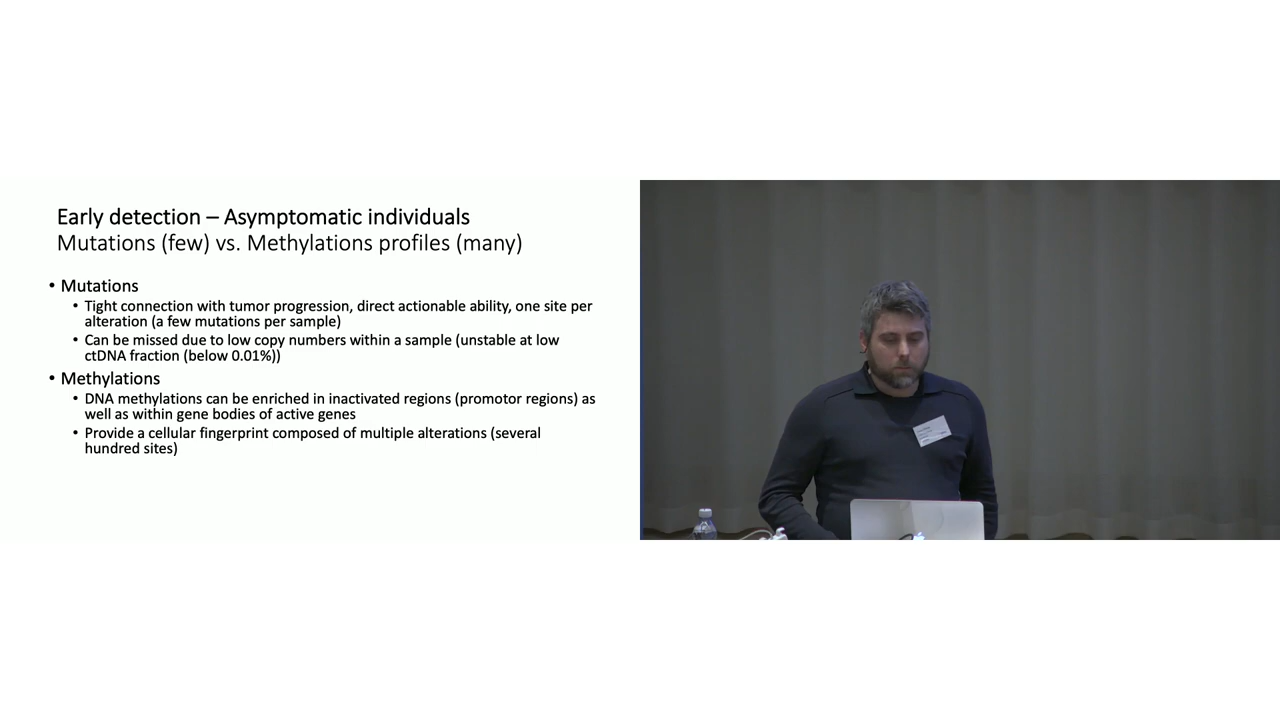 Early detection – Asymptomatic individuals
Mutations (few) vs. Methylations profiles (many)
• Mutations
• Tight connection with tumor progression, direct actionable ability, one site per
alteration (a few mutations per sample)
• Can be missed due to low copy numbers within a sample (unstable at low
ctDNA fraction (below 0.01%))
• Methylations
• DNA methylations can be enriched in inactivated regions (promotor regions) as
well as within gene bodies of active genes
• Provide a cellular fingerprint composed of multiple alterations (several
hundred sites)